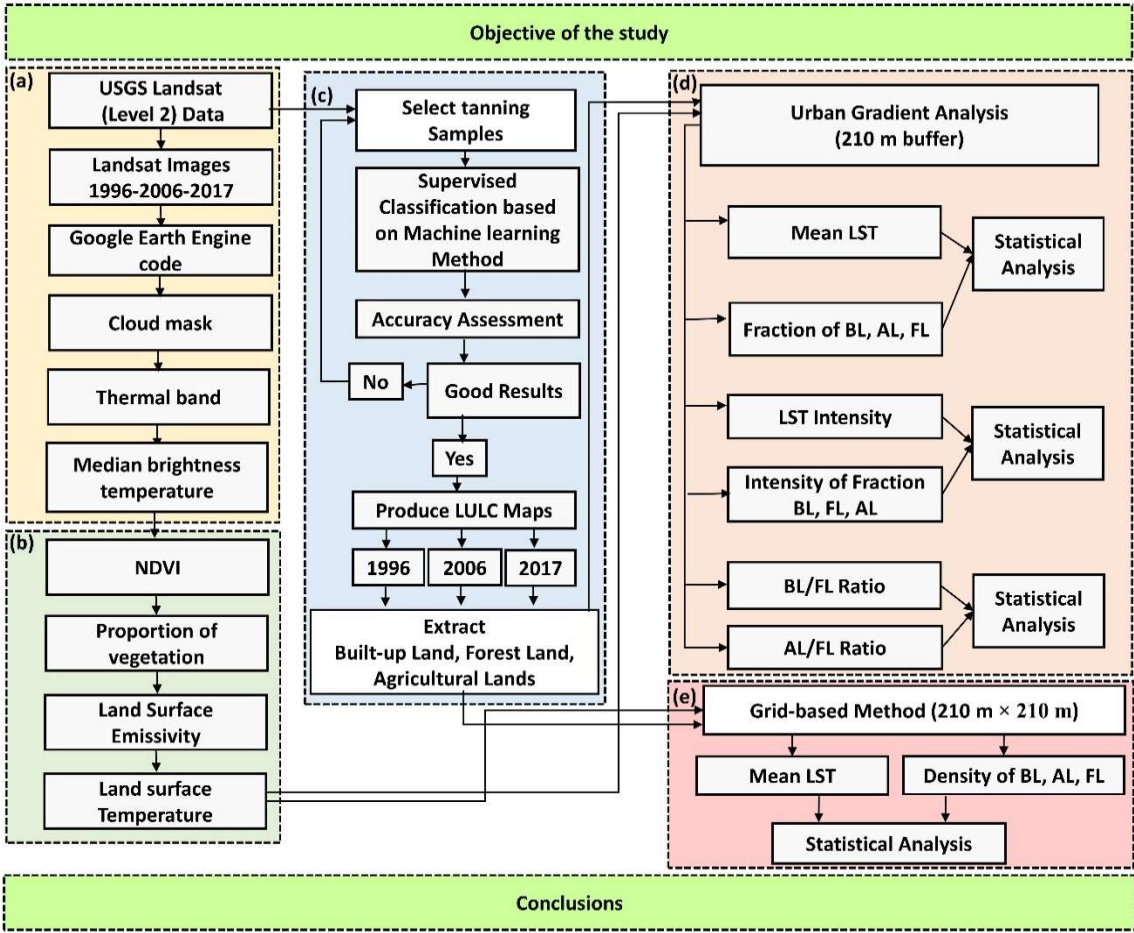 Objective of the study
(a)
USGS Landsat
(Level 2) Data
Landsat Images
1996-2006-2017
Google Earth Engine
code
Cloud mask
Thermal band
Median brightness
temperature
(b)
NDVI
Proportion of
vegetation
Land Surface
Emissivity
Land surface
Temperature
(c)
Select tanning
Samples
Supervised
Classification based
on Machine learning
Method
Accuracy Assessment
No
Good Results
Yes
Produce LULC Maps
1996
2006
2017
Extract
Built-up Land, Forest Land,
Agricultural Lands
(d)
Urban Gradient Analysis
(210 m buffer)
Mean LST
Statistical
Analysis
Fraction of BL, AL, FL
LST Intensity
Statistical
Analysis
Intensity of Fraction
BL, FL, AL
BL/FL Ratio
Statistical
Analysis
AL/FL Ratio
(e)
Grid-based Method (210 m × 210 m)
Mean LST
Density of BL, AL, FL
Statistical Analysis
Conclusions